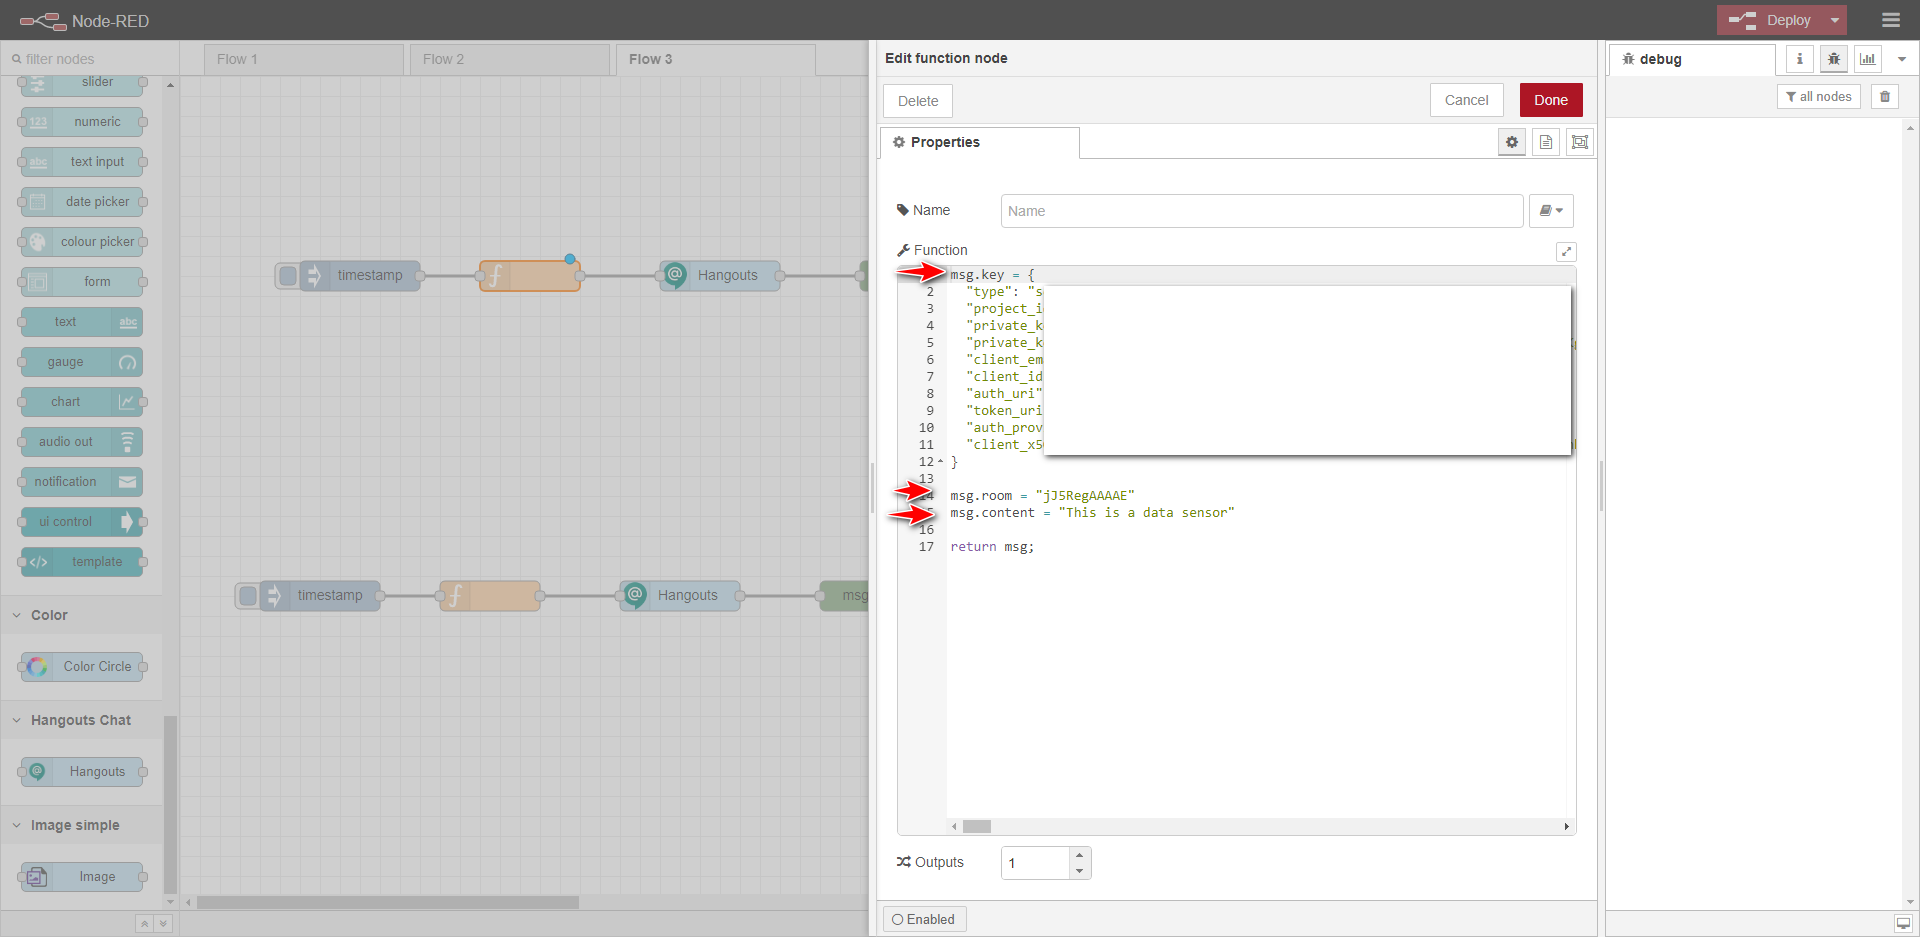 Node-RED
Deploy
filter nodes
Flow 1
Flow 2
Flow 3
slider
numeric
text input
date picker
colour picker
form
text
gauge
chart
audio out
notification
ui control
template
Color
Color Circle
Hangouts Chat
Hangouts
Image simple
Image
timestamp
Hangouts
timestamp
Hangouts
msg
Edit function node
Delete
Cancel
Done
Properties
Name
Name
Function
msg.key = {
2 "type": "s
3 "project_i
4 "private_k
5 "private_k
6 "client_em
7 "client_id
8 "auth_uri"
9 "token_uri
10 "auth_prov
11 "client_x5
12 }
13
14 msg.room = "jJ5RegAAAAE"
msg.content = "This is a data sensor"
16
17 return msg;
Outputs
1
Enabled
debug
all nodes